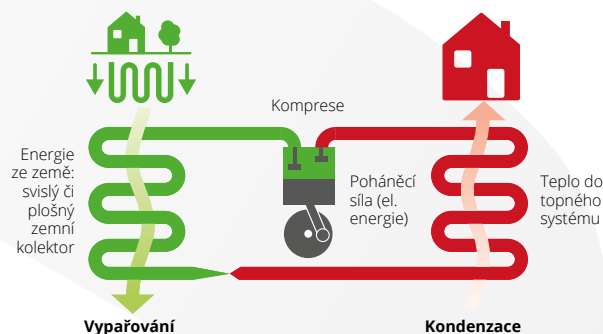 Komprese
Energie
ze země:
svislý či
plošný
zemní
kolektor
Poháněcí
síla (el.
energie)
Teplo do
topného
systému
Vypařování
Kondenzace